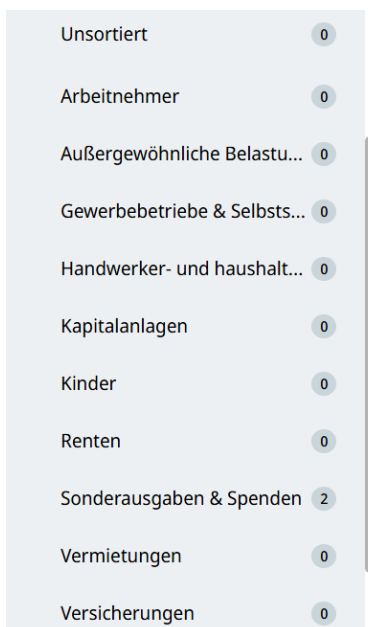 Unsortiert 0
Arbeitnehmer 0
Außergewöhnliche Belastu... 0
Gewerbebetriebe & Selbsts... 0
Handwerker- und haushalt... 0
Kapitalanlagen 0
Kinder 0
Renten 0
Sonderausgaben & Spenden 2
Vermietungen 0
Versicherungen 0